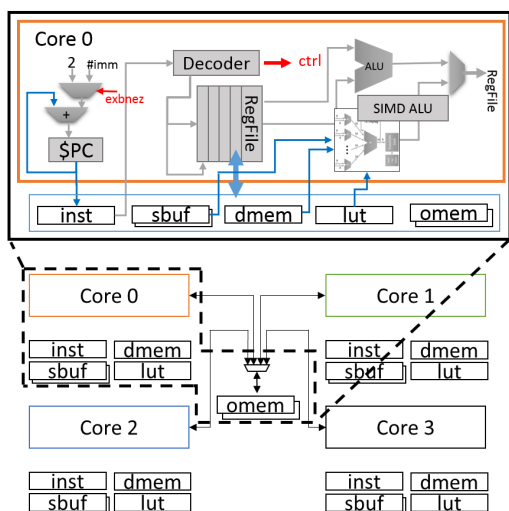 Core 0
2 #imm
exbnez
+
$PC
Decoder
ctrl
RegFile
ALU
SIMD ALU
RegFile
inst sbuf dmem lut omem
Core 0 Core 1
inst dmem inst dmem
sbuf lut sbuf lut
omem
Core 2 Core 3
inst dmem inst dmem
sbuf lut sbuf lut